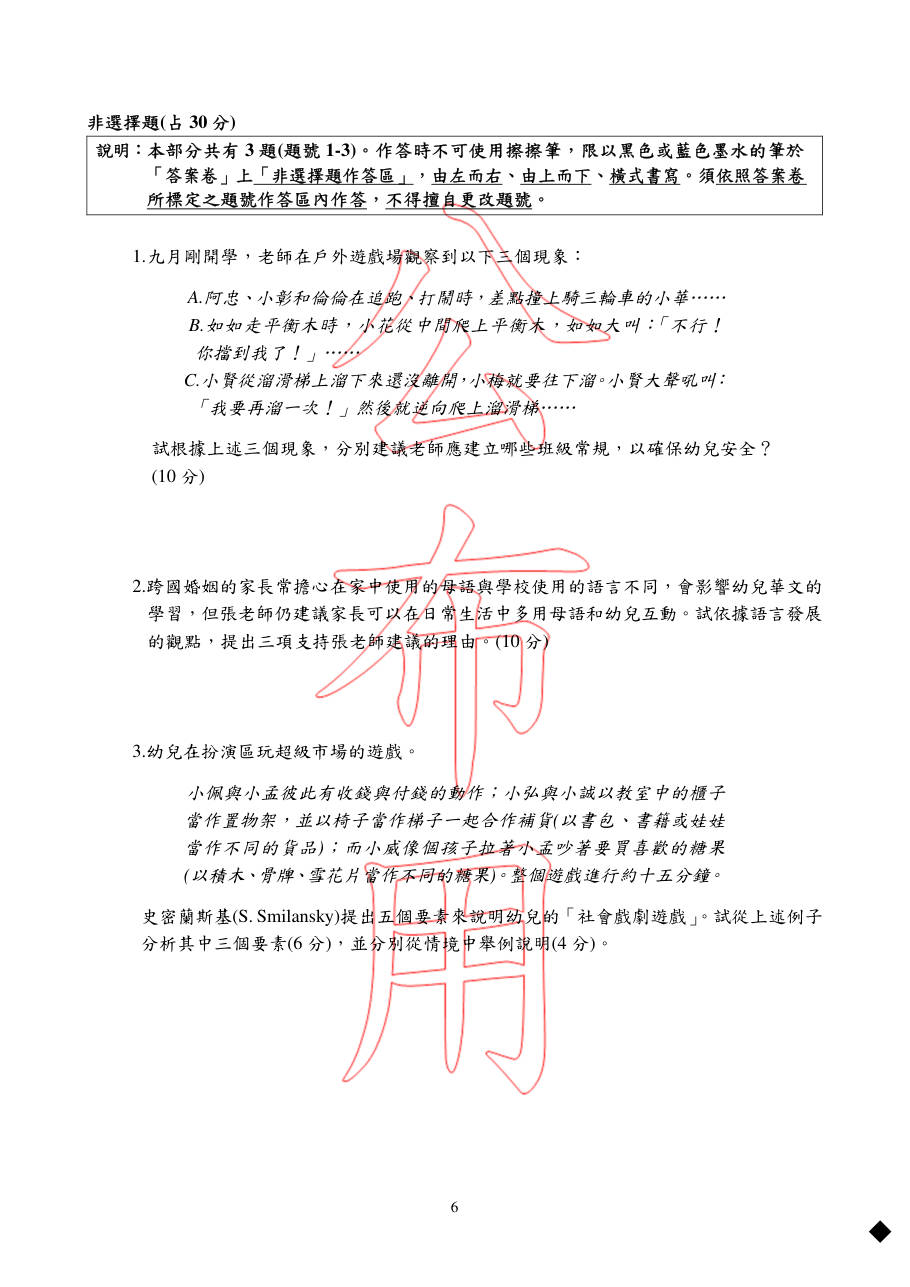 非選擇題(占 30 分)
說明：本部分共有 3 題(題號 1-3)。作答時不可使用擦擦筆，限以黑色或藍色墨水的筆於
「答案卷」上「非選擇題作答區」，由左而右、由上而下、橫式書寫。須依照答案卷
所標定之題號作答區內作答，不得擅自更改題號。
1.九月剛開學，老師在戶外遊戲場觀察到以下三個現象：
A.阿忠、小彰和倫倫在追跑、打鬧時，差點撞上騎三輪車的小華……
B.如如走平衡木時，小花從中間爬上平衡木，如如大叫：「不行！
你擋到我了！」……
C.小賢從溜滑梯上溜下來還沒離開，小梅就要往下溜。小賢大聲吼叫：
「我要再溜一次！」然後就逆向爬上溜滑梯……
試根據上述三個現象，分別建議老師應建立哪些班級常規，以確保幼兒安全？
(10 分)
2.跨國婚姻的家長常擔心在家中使用的母語與學校使用的語言不同，會影響幼兒華文的
學習，但張老師仍建議家長可以在日常生活中多用母語和幼兒互動。試依據語言發展
的觀點，提出三項支持張老師建議的理由。(10 分)
3.幼兒在扮演區玩超級市場的遊戲。
小佩與小孟彼此有收錢與付錢的動作；小弘與小誠以教室中的櫃子
當作置物架，並以椅子當作梯子一起合作補貨(以書包、書籍或娃娃
當作不同的貨品)；而小威像個孩子拉著小孟吵著要買喜歡的糖果
(以積木、骨牌、雪花片當作不同的糖果)。整個遊戲進行約十五分鐘。
史密蘭斯基(S. Smilansky)提出五個要素來說明幼兒的「社會戲劇遊戲」。試從上述例子
分析其中三個要素(6 分)，並分別從情境中舉例說明(4 分)。
公
布
用
6